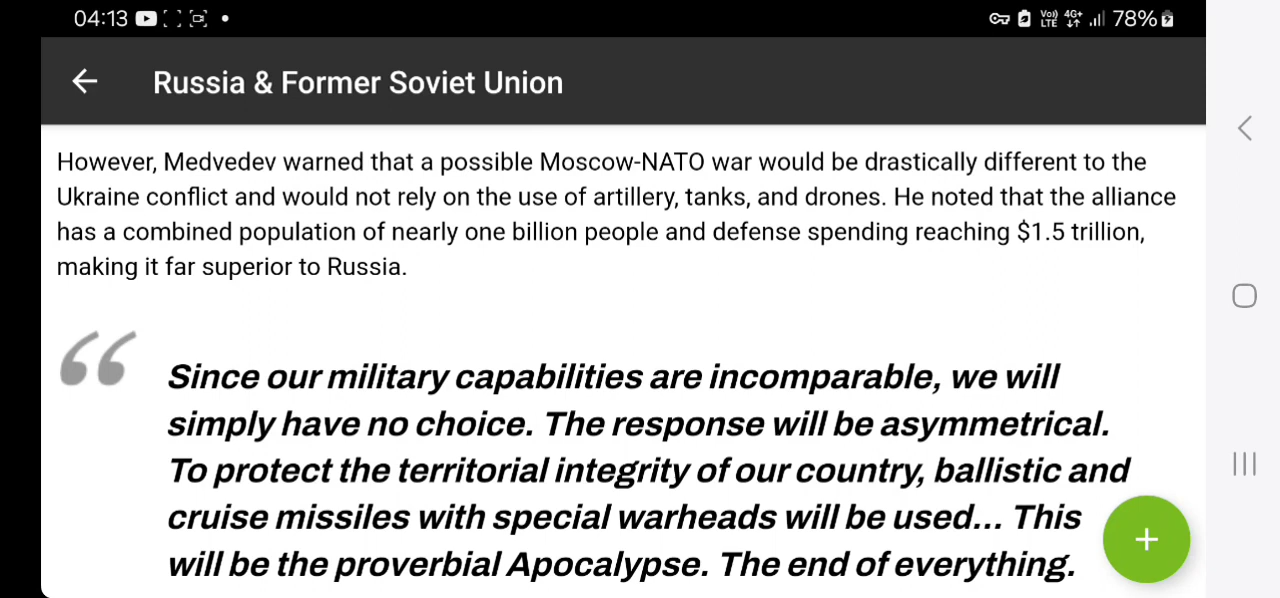 04:13
Vo)) LTE 4G+ 78%
Russia & Former Soviet Union
However, Medvedev warned that a possible Moscow-NATO war would be drastically different to the
Ukraine conflict and would not rely on the use of artillery, tanks, and drones. He noted that the alliance
has a combined population of nearly one billion people and defense spending reaching $1.5 trillion,
making it far superior to Russia.
“
Since our military capabilities are incomparable, we will
simply have no choice. The response will be asymmetrical.
To protect the territorial integrity of our country, ballistic and
cruise missiles with special warheads will be used... This
will be the proverbial Apocalypse. The end of everything.
+